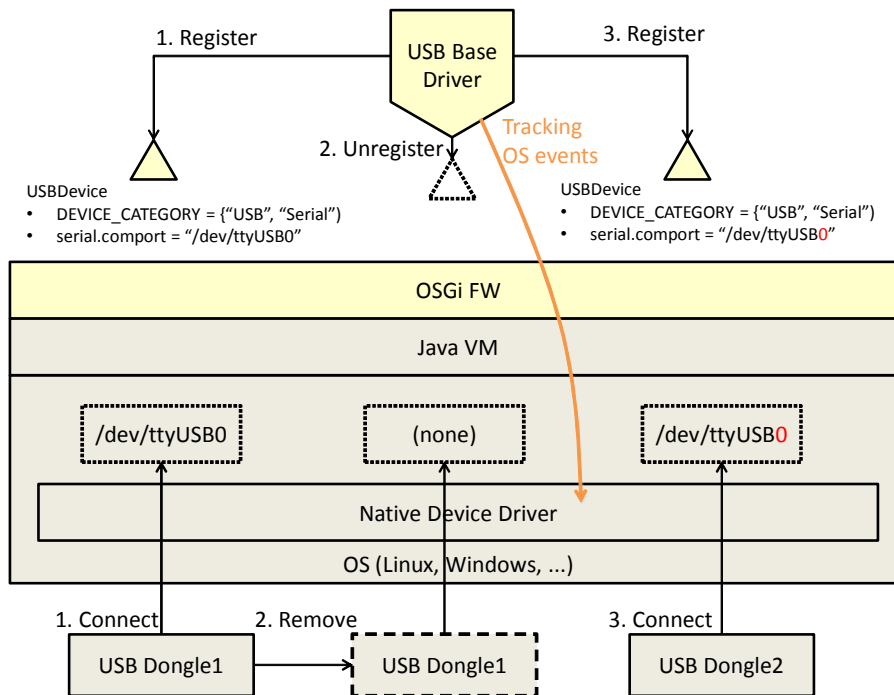 1. Register
USB Base
Driver
3. Register
Tracking
OS events
2. Unregister
USBDevice
• DEVICE_CATEGORY = {“USB”, “Serial”)
• serial.comport = “/dev/ttyUSB0”
USBDevice
• DEVICE_CATEGORY = {“USB”, “Serial”)
• serial.comport = “/dev/ttyUSB0”
OSGi FW
Java VM
/dev/ttyUSB0
(none)
/dev/ttyUSB0
Native Device Driver
OS (Linux, Windows, ...)
1. Connect
2. Remove
3. Connect
USB Dongle1
USB Dongle1
USB Dongle2